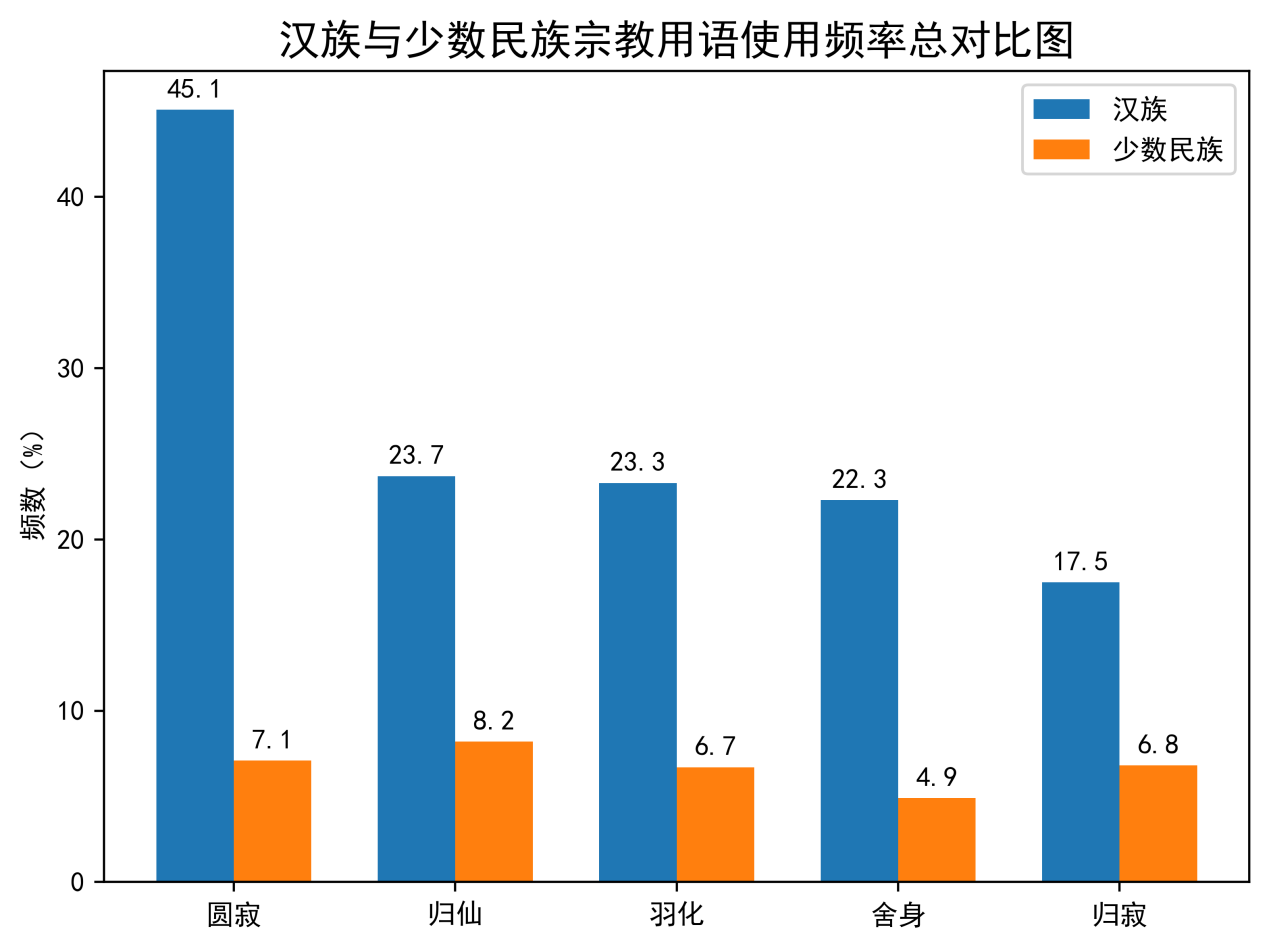 汉族与少数民族宗教用语使用频率总对比图
汉族
少数民族
频数（%）
40
30
20
10
0
45.1
7.1
23.7
8.2
23.3
6.7
22.3
4.9
17.5
6.8
圆寂
归仙
羽化
舍身
归寂